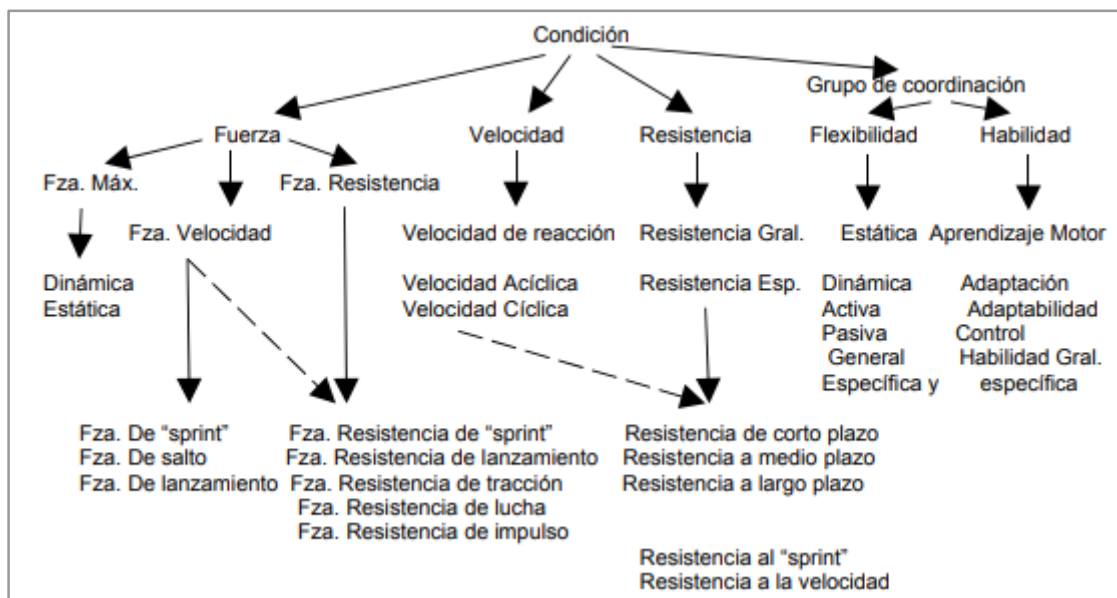 Condición
Grupo de coordinación
Fuerza Velocidad Resistencia Flexibilidad Habilidad
Fza. Máx. Fza. Resistencia
Fza. Velocidad Velocidad de reacción Resistencia Gral. Estática Aprendizaje Motor
Dinámica Velocidad Acíclica Resistencia Esp. Dinámica Adaptación
Estática Velocidad Cíclica Activa Adaptabilidad
Pasiva Control
General Habilidad Gral.
Específica y específica
Fza. De “sprint” Fza. Resistencia de “sprint” Resistencia de corto plazo
Fza. De salto Fza. Resistencia de lanzamiento Resistencia a medio plazo
Fza. De lanzamiento Fza. Resistencia de tracción Resistencia a largo plazo
Fza. Resistencia de lucha
Fza. Resistencia de impulso
Resistencia al “sprint”
Resistencia a la velocidad